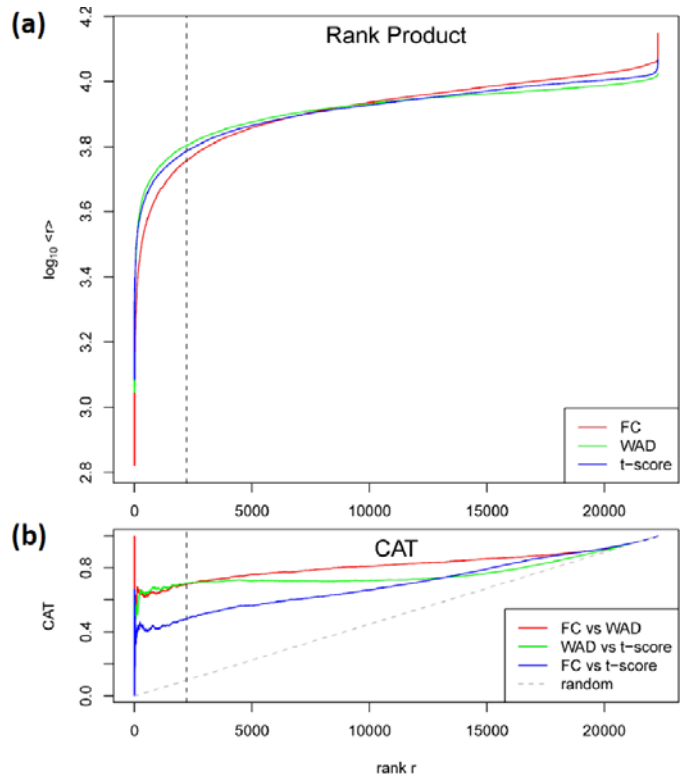 (a)
Rank Product
4.2
4.0
3.8
3.6
3.4
3.2
3.0
2.8
log₁₀ <r>
FC
WAD
t−score
0 5000 10000 15000 20000
(b)
CAT
0.8
0.4
0.0
CAT
FC vs WAD
WAD vs t−score
FC vs t−score
random
0 5000 10000 15000 20000
rank r